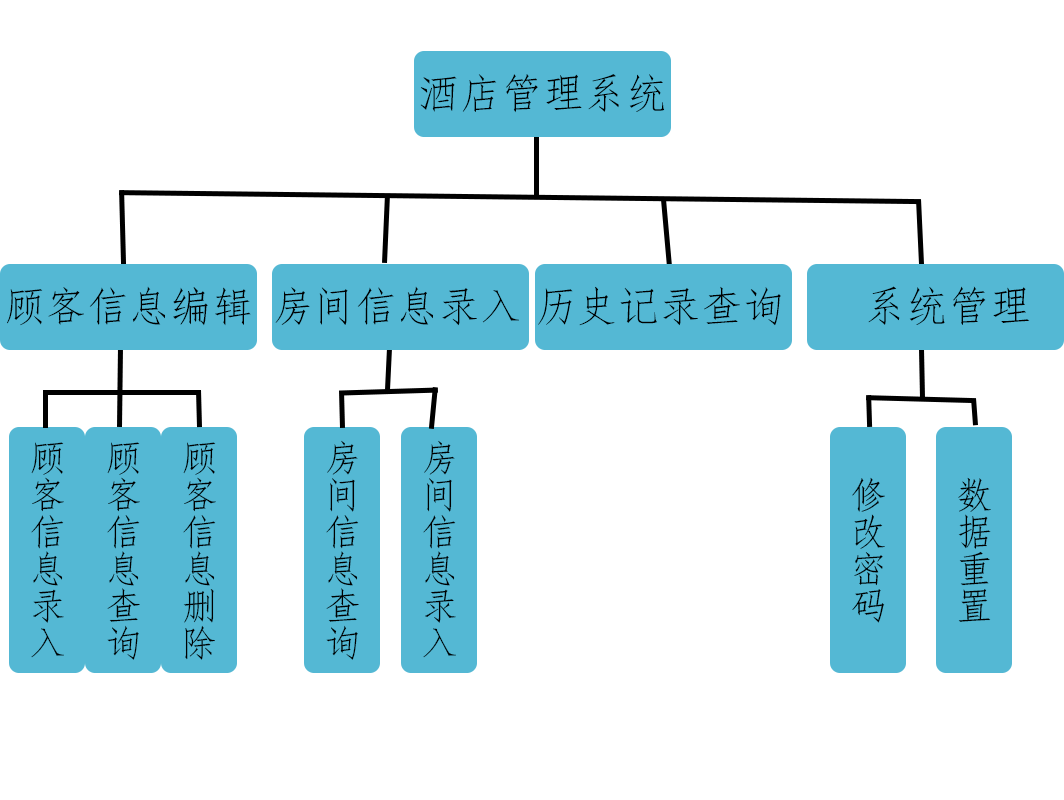 酒店管理系统
顾客信息编辑
房间信息录入
历史记录查询
系统管理
顾客信息录入
顾客信息查询
顾客信息删除
房间信息查询
房间信息录入
修改密码
数据重置